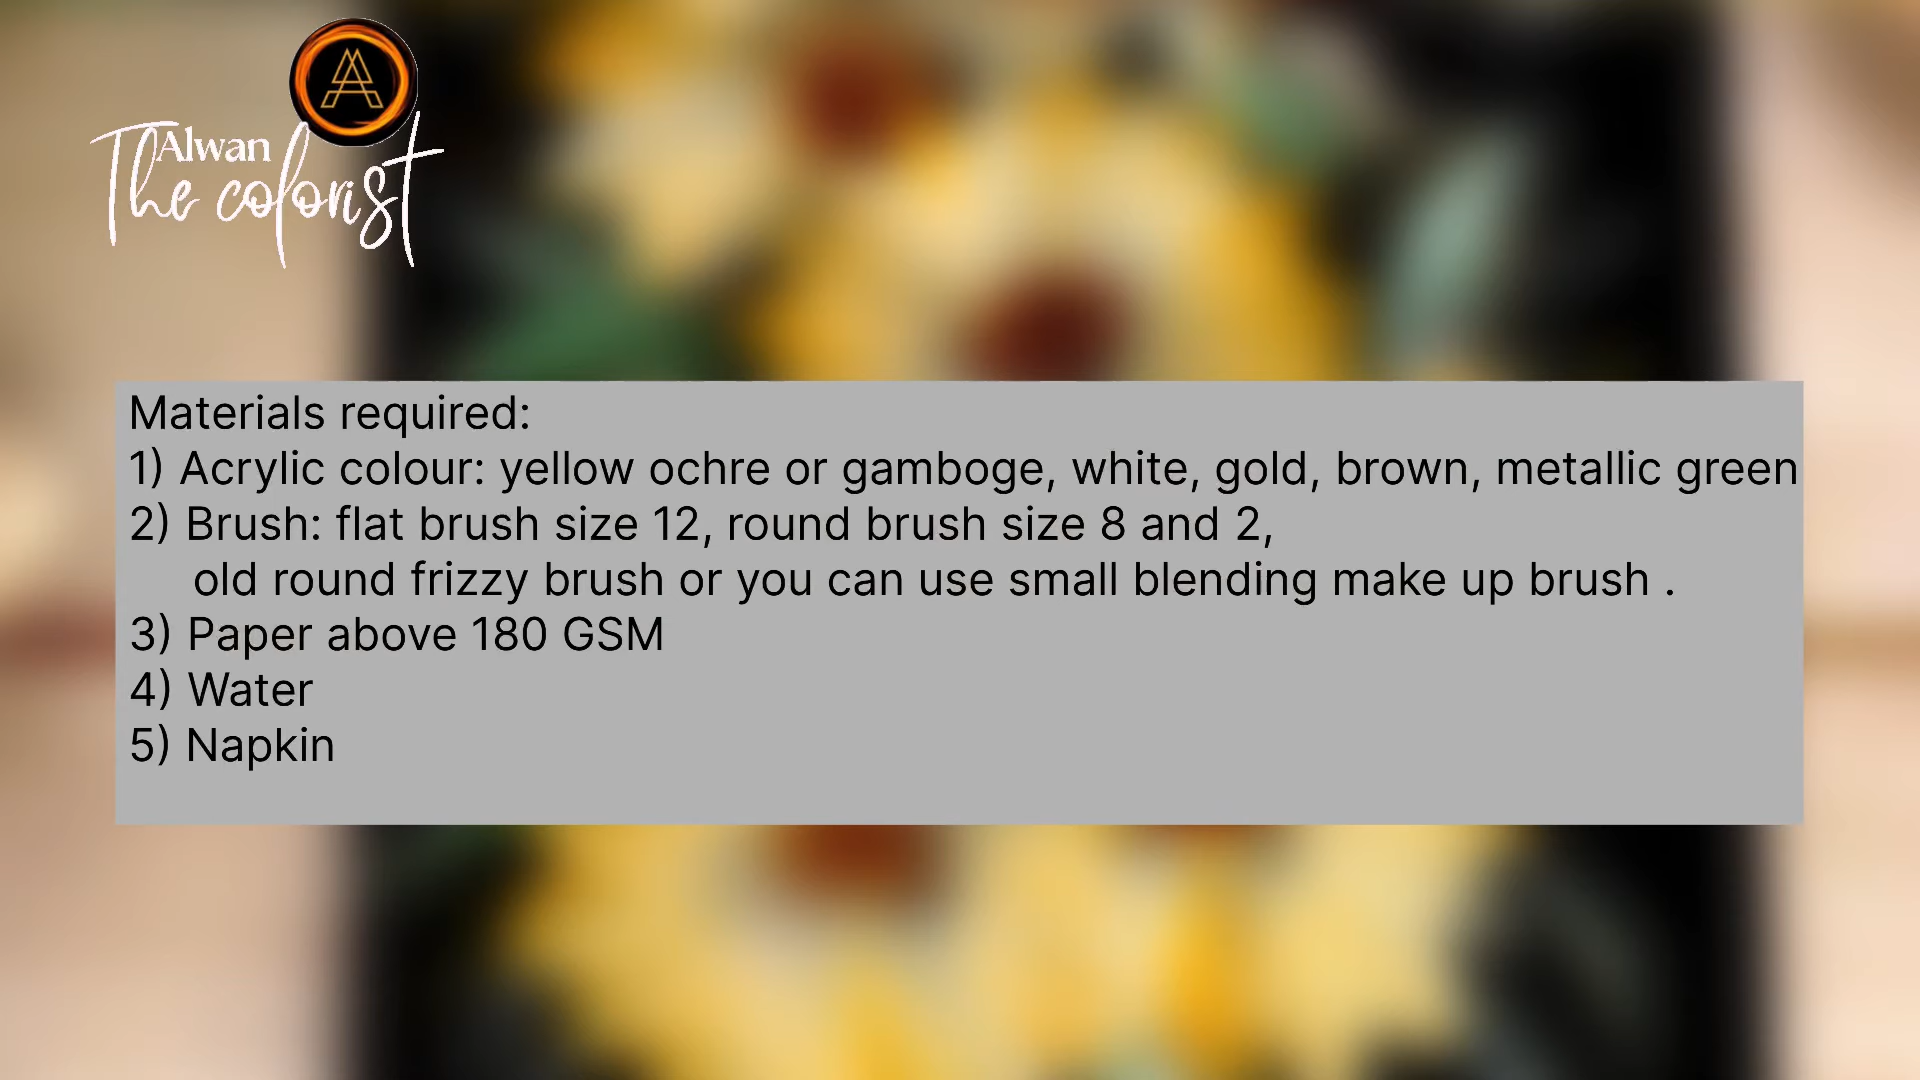 Alwan
The colorist
Materials required:
1) Acrylic colour: yellow ochre or gamboge, white, gold, brown, metallic green
2) Brush: flat brush size 12, round brush size 8 and 2,
old round frizzy brush or you can use small blending make up brush .
3) Paper above 180 GSM
4) Water
5) Napkin